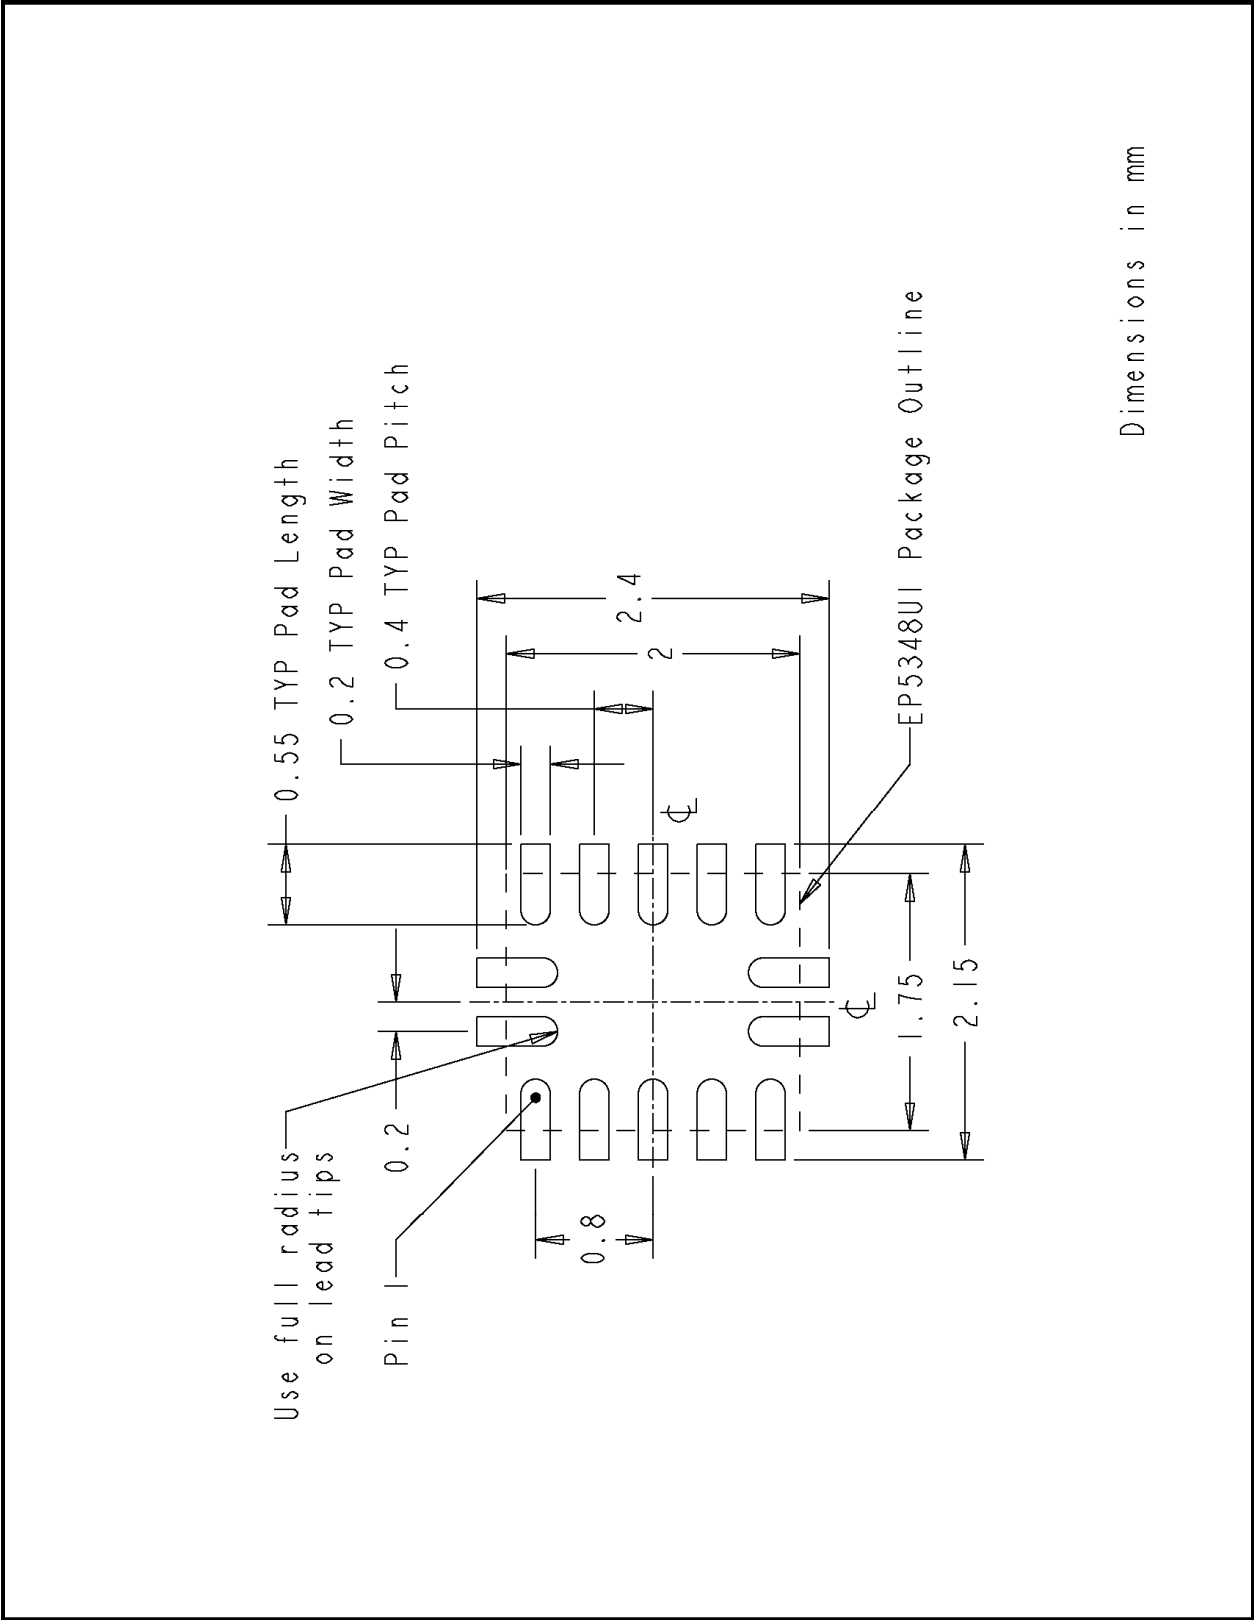 0.55 TYP Pad Length
0.2 TYP Pad Width
0.4 TYP Pad Pitch
Use full radius
on lead tips
Pin 1
0.2
0.8
2.4
2
EP5348UI Package Outline
1.75
2.15
Dimensions in mm